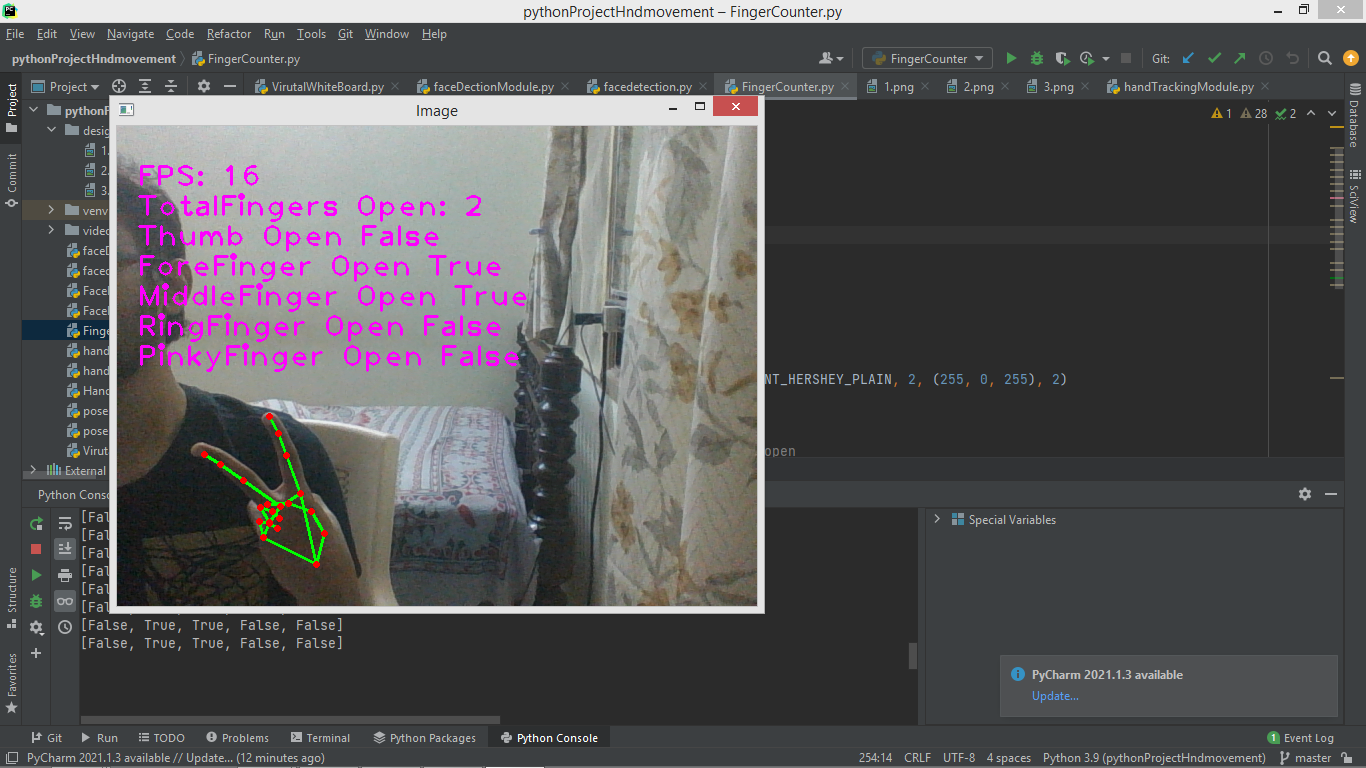 pythonProjectHndmovement – FingerCounter.py
File Edit View Navigate Code Refactor Run Tools Git Window Help
pythonProjectHndmovement FingerCounter.py FingerCounter Git:
Project VirutalWhiteBoard.py faceDectionModule.py facedetection.py FingerCounter.py 1.png 2.png 3.png handTrackingModule.py
1 28 2
Project
Commit
Structure
Favorites
Database
SciView
pythonP
desig
1.
2.
3.
venv
video
faceD
faced
Facel
Facel
Finge
hand
hand
Hand
pose
pose
Virut
External
Image
FPS: 16
TotalFingers Open: 2
Thumb Open False
ForeFinger Open True
MiddleFinger Open True
RingFinger Open False
PinkyFinger Open False
NT_HERSHEY_PLAIN, 2, (255, 0, 255), 2)
open
Python Conso
[Fal
[Fal
[Fal
[Fal
[Fal
[False, True, True, False, False]
[False, True, True, False, False]
Special Variables
PyCharm 2021.1.3 available
Update...
Git Run TODO Problems Terminal Python Packages Python Console 1 Event Log
PyCharm 2021.1.3 available // Update... (12 minutes ago) 254:14 CRLF UTF-8 4 spaces Python 3.9 (pythonProjectHndmovement) master